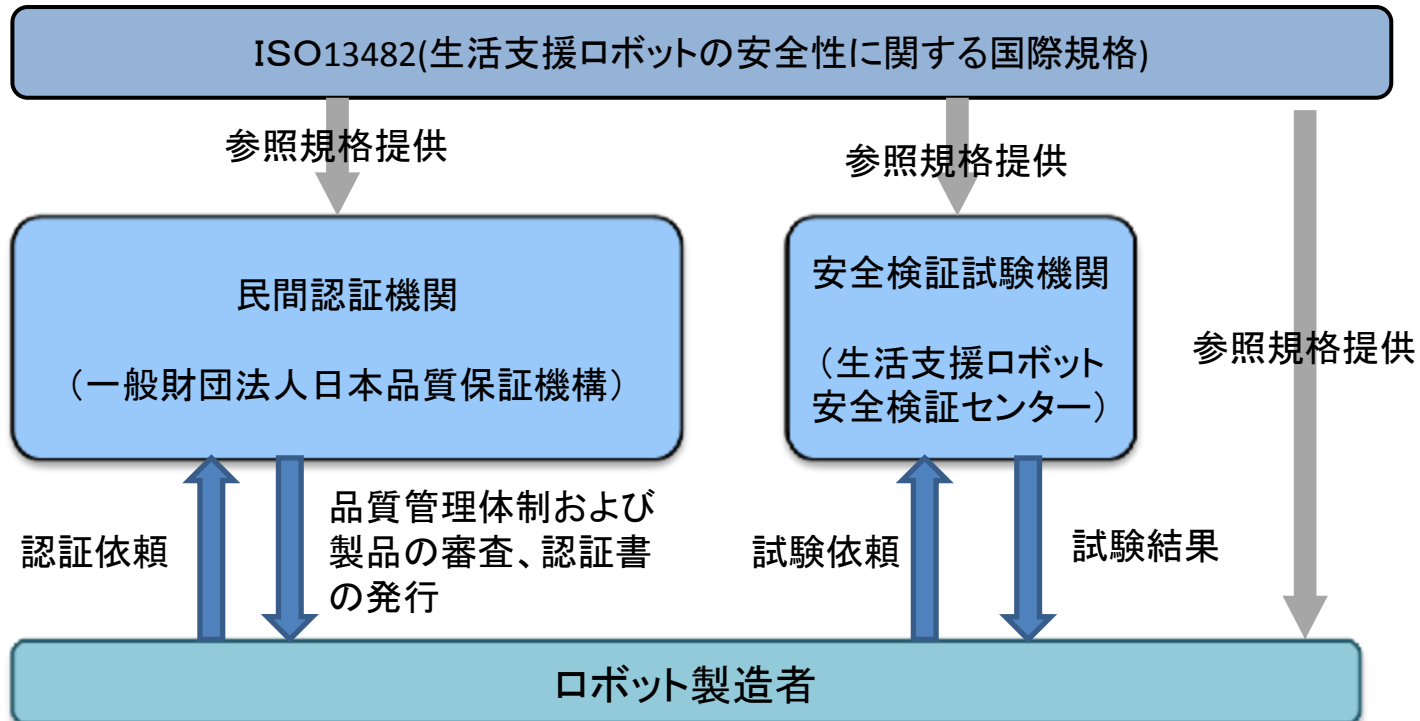 ISO13482(生活支援ロボットの安全性に関する国際規格)
参照規格提供
参照規格提供
参照規格提供
民間認証機関
（一般財団法人日本品質保証機構）
安全検証試験機関
（生活支援ロボット
安全検証センター）
認証依頼
品質管理体制および
製品の審査、認証書
の発行
試験依頼
試験結果
ロボット製造者